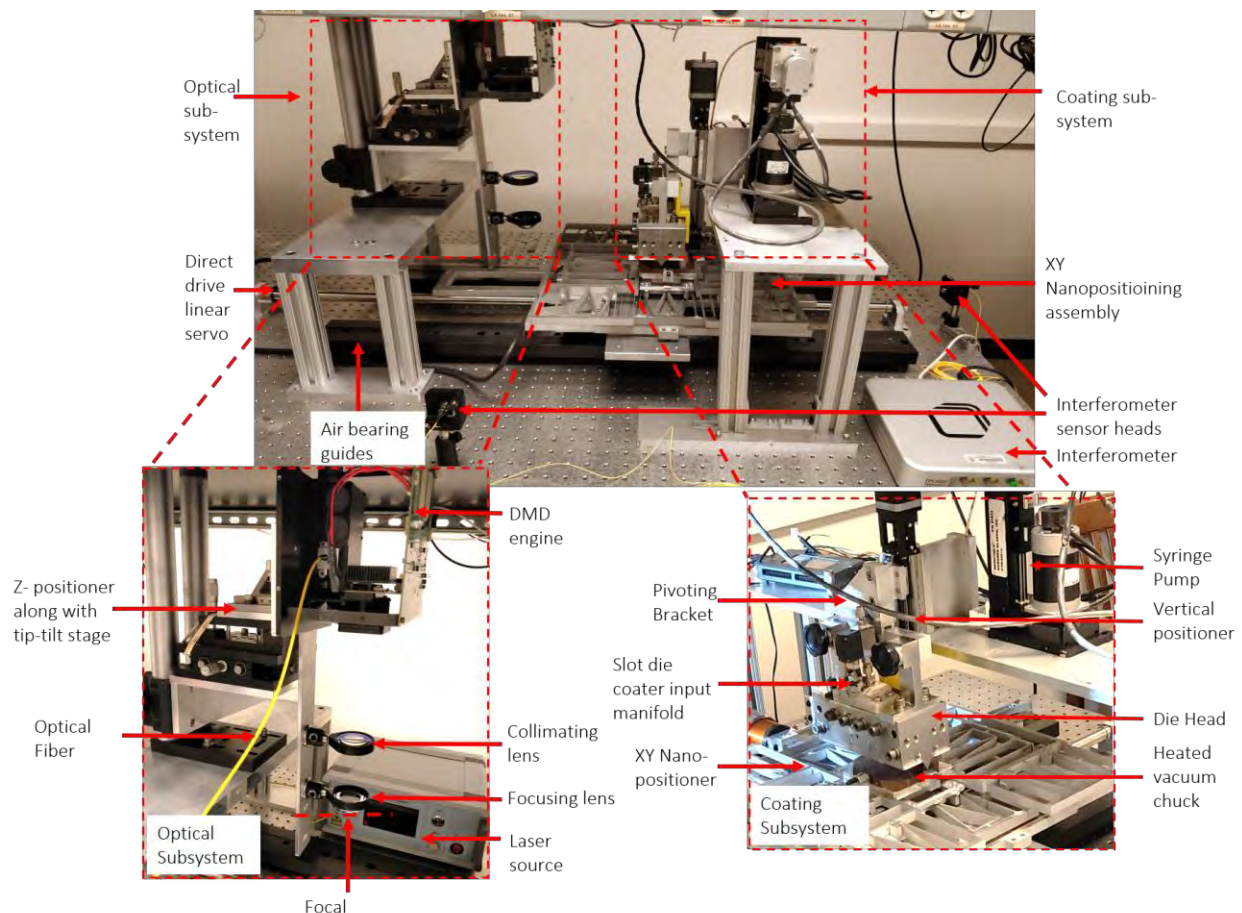 Optical
sub-
system
Coating sub-
system
Direct
drive
linear
servo
XY
Nanopositioining
assembly
Air bearing
guides
Interferometer
sensor heads
Interferometer
DMD
engine
Z- positioner
along with
tip-tilt stage
Optical
Fiber
Collimating
lens
Focusing lens
Laser
source
Optical
Subsystem
Focal
Pivoting
Bracket
Slot die
coater input
manifold
XY Nano-
positioner
Syringe
Pump
Vertical
positioner
Die Head
Heated
vacuum
chuck
Coating
Subsystem